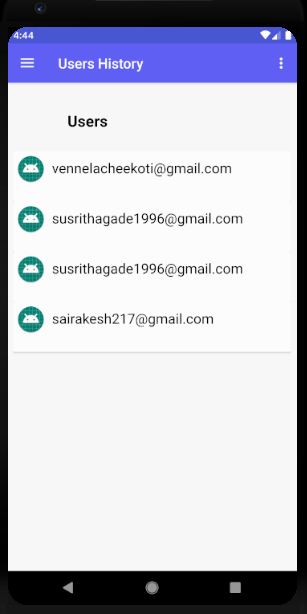 4:44
Users History
Users
vennelacheekoti@gmail.com
susrithagade1996@gmail.com
susrithagade1996@gmail.com
sairakesh217@gmail.com